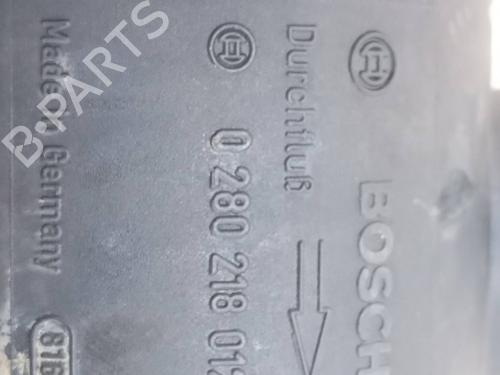 BOSCH
Durchfluß
0 280 218 01
Made in Germany
816
B-PARTS